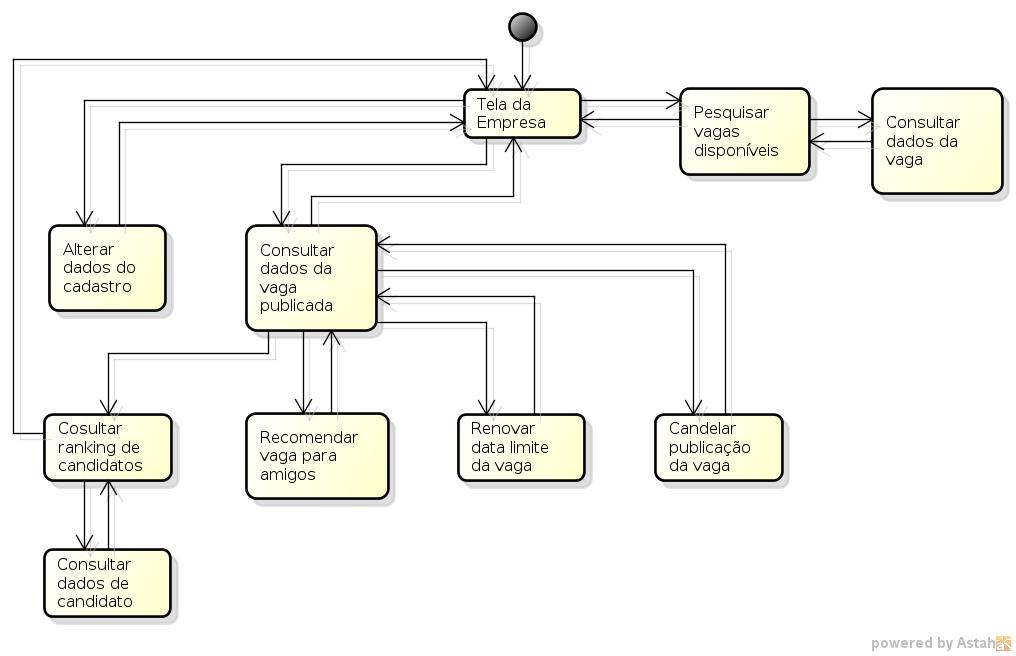 Tela da
Empresa
Pesquisar
vagas
disponíveis
Consultar
dados da
vaga
Alterar
dados do
cadastro
Consultar
dados da
vaga
publicada
Cosultar
ranking de
candidatos
Recomendar
vaga para
amigos
Renovar
data limite
da vaga
Candelar
publicação
da vaga
Consultar
dados de
candidato
powered by Astah